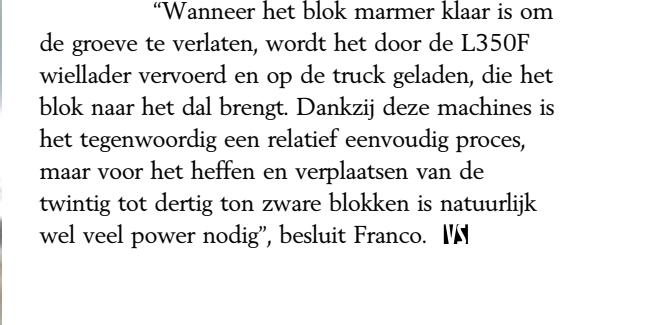 “Wanneer het blok marmer klaar is om
de groeve te verlaten, wordt het door de L350F
wiellader vervoerd en op de truck geladen, die het
blok naar het dal brengt. Dankzij deze machines is
het tegenwoordig een relatief eenvoudig proces,
maar voor het heffen en verplaatsen van de
twintig tot dertig ton zware blokken is natuurlijk
wel veel power nodig”, besluit Franco. VS